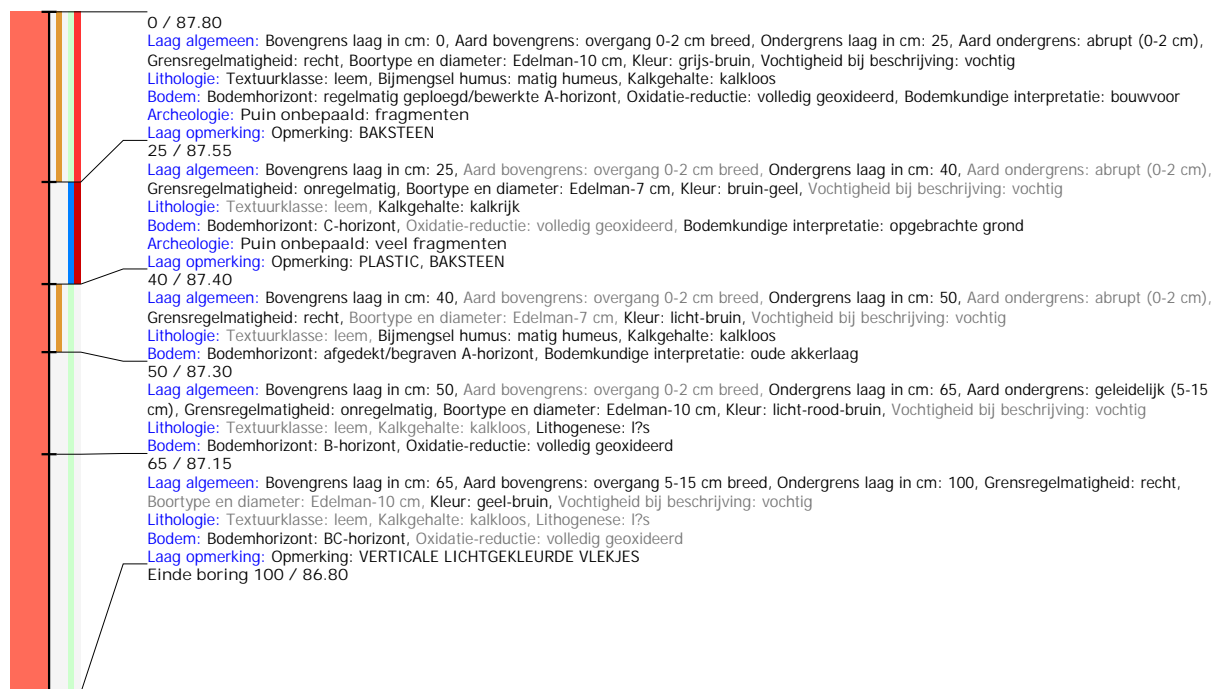 0 / 87.80
Laag algemeen: Bovengrens laag in cm: 0, Aard bovengrens: overgang 0-2 cm breed, Ondergrens laag in cm: 25, Aard ondergrens: abrupt (0-2 cm),
Grensregelmatigheid: recht, Boortype en diameter: Edelman-10 cm, Kleur: grijs-bruin, Vochtigheid bij beschrijving: vochtig
Lithologie: Textuurklasse: leem, Bijmengsel humus: matig humeus, Kalkgehalte: kalkloos
Bodem: Bodemhorizont: regelmatig geploegd/bewerkte A-horizont, Oxidatie-reductie: volledig geoxideerd, Bodemkundige interpretatie: bouwvoor
Archeologie: Puin onbepaald: fragmenten
Laag opmerking: Opmerking: BAKSTEEN
25 / 87.55
Laag algemeen: Bovengrens laag in cm: 25, Aard bovengrens: overgang 0-2 cm breed, Ondergrens laag in cm: 40, Aard ondergrens: abrupt (0-2 cm),
Grensregelmatigheid: onregelmatig, Boortype en diameter: Edelman-7 cm, Kleur: bruin-geel, Vochtigheid bij beschrijving: vochtig
Lithologie: Textuurklasse: leem, Kalkgehalte: kalkrijk
Bodem: Bodemhorizont: C-horizont, Oxidatie-reductie: volledig geoxideerd, Bodemkundige interpretatie: opgebrachte grond
Archeologie: Puin onbepaald: veel fragmenten
Laag opmerking: Opmerking: PLASTIC, BAKSTEEN
40 / 87.40
Laag algemeen: Bovengrens laag in cm: 40, Aard bovengrens: overgang 0-2 cm breed, Ondergrens laag in cm: 50, Aard ondergrens: abrupt (0-2 cm),
Grensregelmatigheid: recht, Boortype en diameter: Edelman-7 cm, Kleur: licht-bruin, Vochtigheid bij beschrijving: vochtig
Lithologie: Textuurklasse: leem, Bijmengsel humus: matig humeus, Kalkgehalte: kalkloos
Bodem: Bodemhorizont: afgedekt/begraven A-horizont, Bodemkundige interpretatie: oude akkerlaag
50 / 87.30
Laag algemeen: Bovengrens laag in cm: 50, Aard bovengrens: overgang 0-2 cm breed, Ondergrens laag in cm: 65, Aard ondergrens: geleidelijk (5-15
cm), Grensregelmatigheid: onregelmatig, Boortype en diameter: Edelman-10 cm, Kleur: licht-rood-bruin, Vochtigheid bij beschrijving: vochtig
Lithologie: Textuurklasse: leem, Kalkgehalte: kalkloos, Lithogenese: l?s
Bodem: Bodemhorizont: B-horizont, Oxidatie-reductie: volledig geoxideerd
65 / 87.15
Laag algemeen: Bovengrens laag in cm: 65, Aard bovengrens: overgang 5-15 cm breed, Ondergrens laag in cm: 100, Grensregelmatigheid: recht,
Boortype en diameter: Edelman-10 cm, Kleur: geel-bruin, Vochtigheid bij beschrijving: vochtig
Lithologie: Textuurklasse: leem, Kalkgehalte: kalkloos, Lithogenese: l?s
Bodem: Bodemhorizont: BC-horizont, Oxidatie-reductie: volledig geoxideerd
Laag opmerking: Opmerking: VERTICALE LICHTGEKLEURDE VLEKJES
Einde boring 100 / 86.80